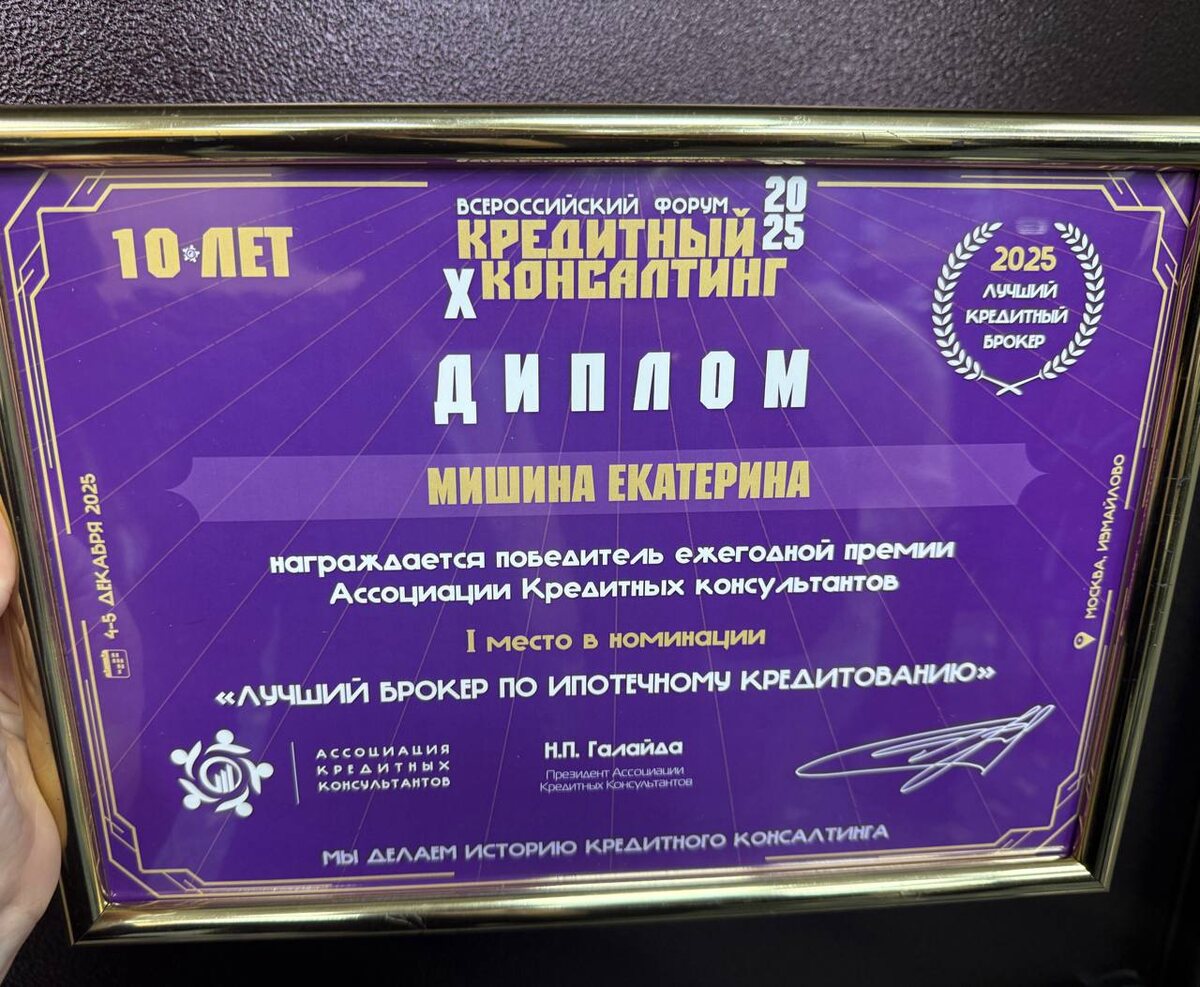 10 ЛЕТ
ВСЕРОССИЙСКИЙ ФОРУМ 2025
КРЕДИТНЫЙ
X КОНСАЛТИНГ
2025
ЛУЧШИЙ
КРЕДИТНЫЙ
БРОКЕР
ДИПЛОМ
МИШИНА ЕКАТЕРИНА
награждается победитель ежегодной премии
Ассоциации Кредитных консультантов
I место в номинации
«ЛУЧШИЙ БРОКЕР ПО ИПОТЕЧНОМУ КРЕДИТОВАНИЮ»
4-5 ДЕКАБРЯ 2025
МОСКВА, ИЗМАЙЛОВО
АССОЦИАЦИЯ
КРЕДИТНЫХ
КОНСУЛЬТАНТОВ
Н.П. Галайда
Президент Ассоциации
Кредитных Консультантов
МЫ ДЕЛАЕМ ИСТОРИЮ КРЕДИТНОГО КОНСАЛТИНГА